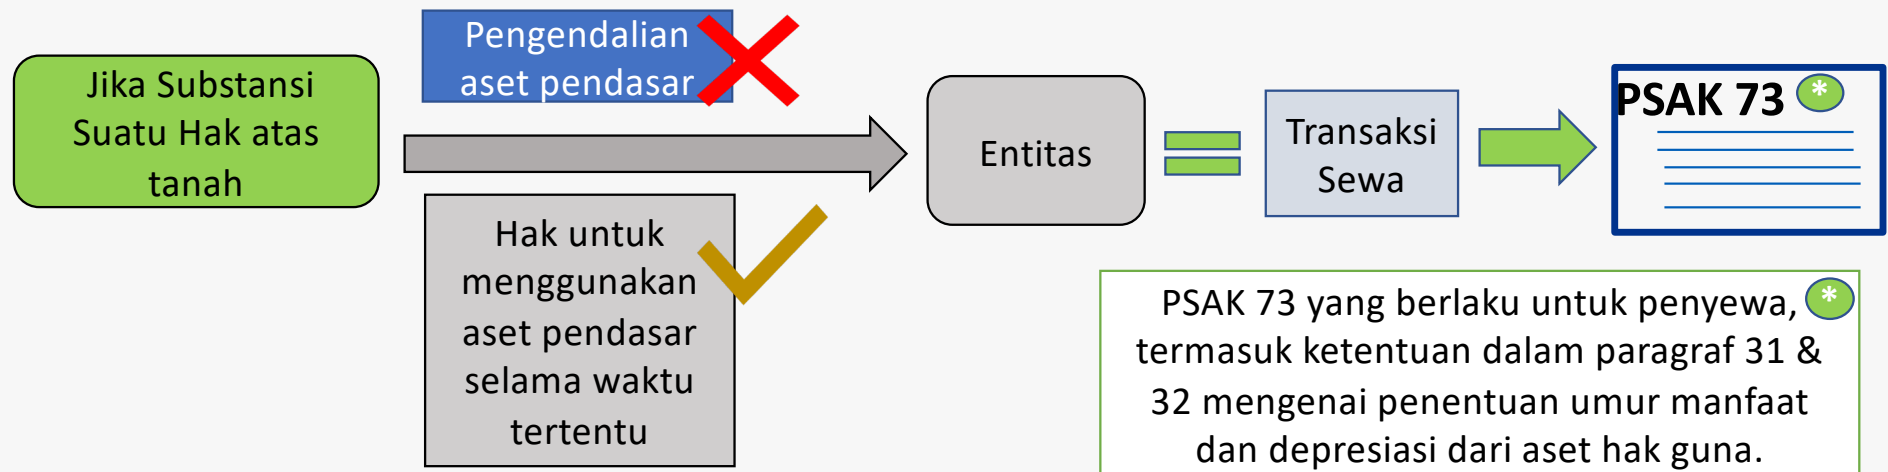 Jika Substansi
Suatu Hak atas
tanah
Pengendalian
aset pendasar
Hak untuk
menggunakan
aset pendasar
selama waktu
tertentu
Entitas
Transaksi
Sewa
PSAK 73 *
PSAK 73 yang berlaku untuk penyewa, *
termasuk ketentuan dalam paragraf 31 &
32 mengenai penentuan umur manfaat
dan depresiasi dari aset hak guna.